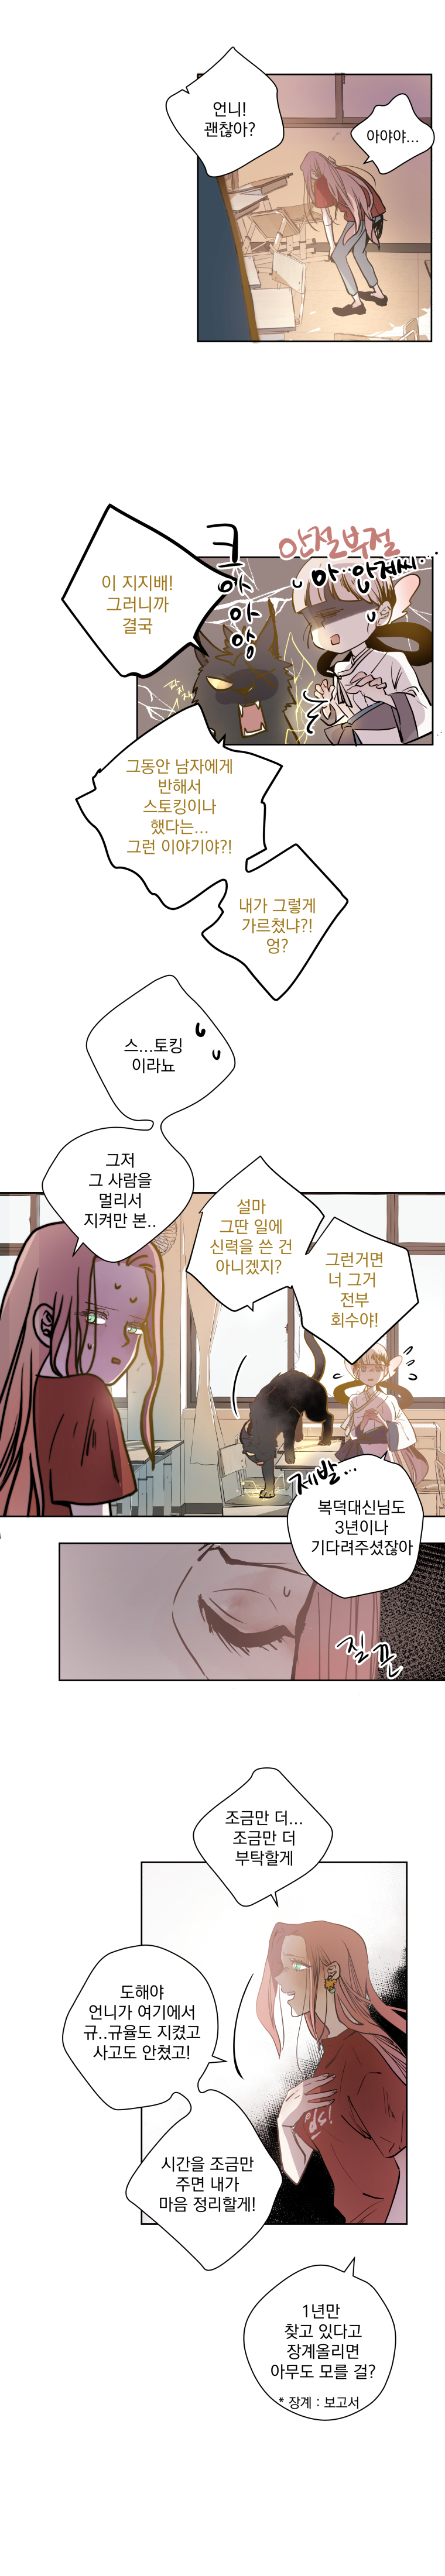 언니!
괜찮아?
아야야...
크
아
아
앙
안절부절
아..안제씨...
이 지지배!
그러니까
결국
파지직
그동안 남자에게
반해서
스토킹이나
했다는...
그런 이야기야?!
내가 그렇게
가르쳤냐?!
엉?
스...토킹
이라뇨
그저
그 사람을
멀리서
지켜만 본..
설마
그딴 일에
신력을 쓴 건
아니겠지?
그런거면
너 그거
전부
회수야!
제발...
복덕대신님도
3년이나
기다려주셨잖아
질끈
조금만 더...
조금만 더
부탁할게
도해야
언니가 여기에서
규..규율도 지켰고
사고도 안쳤고!
시간을 조금만
주면 내가
마음 정리할게!
1년만
찾고 있다고
장계올리면
아무도 모를 걸?
* 장계 : 보고서